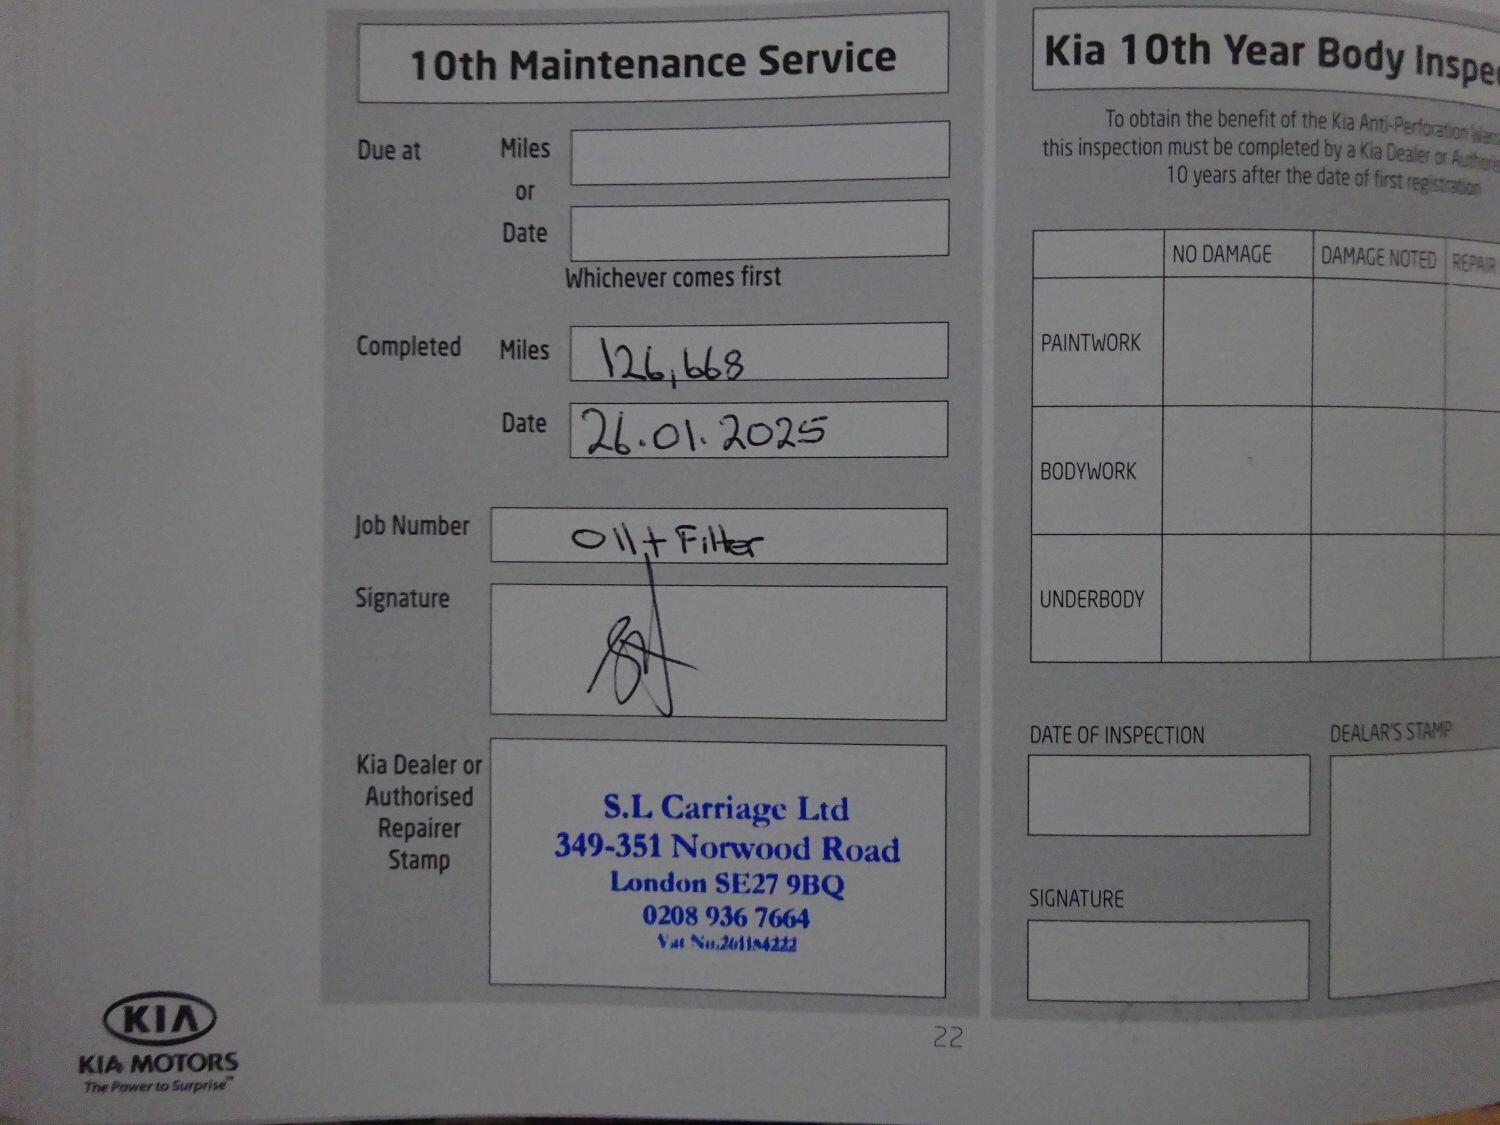 10th Maintenance Service
Due at Miles
or
Date
Whichever comes first
Completed Miles 126,668
Date 26.01.2025
Job Number Oil + Filter
Signature
Kia Dealer or
Authorised
Repairer
Stamp
S.L Carriage Ltd
349-351 Norwood Road
London SE27 9BQ
0208 936 7664
Vat No.
KIA
KIA MOTORS
The Power to Surprise™
22
Kia 10th Year Body Inspe
To obtain the benefit of the Kia Anti-Perforation
this inspection must be completed by a Kia Dealer or
10 years after the date of first registration
NO DAMAGE DAMAGE NOTED REPAIR
PAINTWORK
BODYWORK
UNDERBODY
DATE OF INSPECTION
DEALAR'S STAMP
SIGNATURE